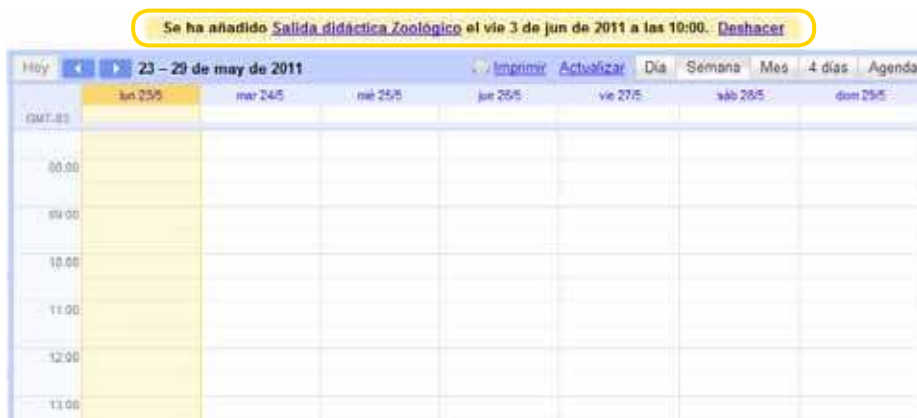 Se ha añadido Salida didáctica Zoológico el vie 3 de jun de 2011 a las 10:00. Deshacer
Hoy 23 – 29 de may de 2011 Imprimir Actualizar Día Semana Mes 4 días Agenda
lun 23/5 mar 24/5 mié 25/5 jue 26/5 vie 27/5 sáb 28/5 dom 29/5
GMT-03
08:00
09:00
10:00
11:00
12:00
13:00